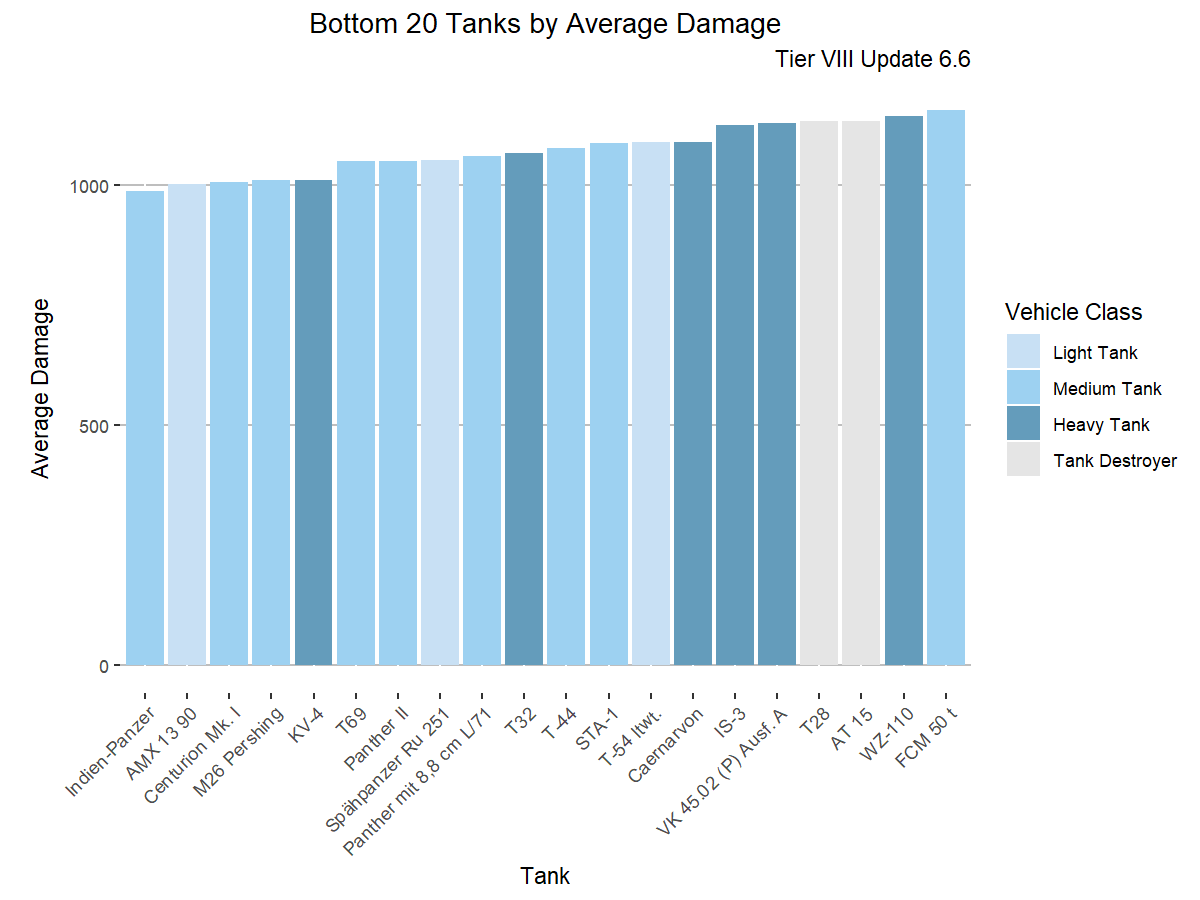 Bottom 20 Tanks by Average Damage
Tier VIII Update 6.6
Average Damage
1000
500
0
Indien-Panzer
AMX 13 90
Centurion Mk. I
M26 Pershing
KV-4
T69
Panther II
Spähpanzer Ru 251
Panther mit 8,8 cm L/71
T32
T-44
STA-1
T-54 ltwt.
Caernarvon
IS-3
VK 45.02 (P) Ausf. A
T28
AT 15
WZ-110
FCM 50 t
Tank
Vehicle Class
Light Tank
Medium Tank
Heavy Tank
Tank Destroyer